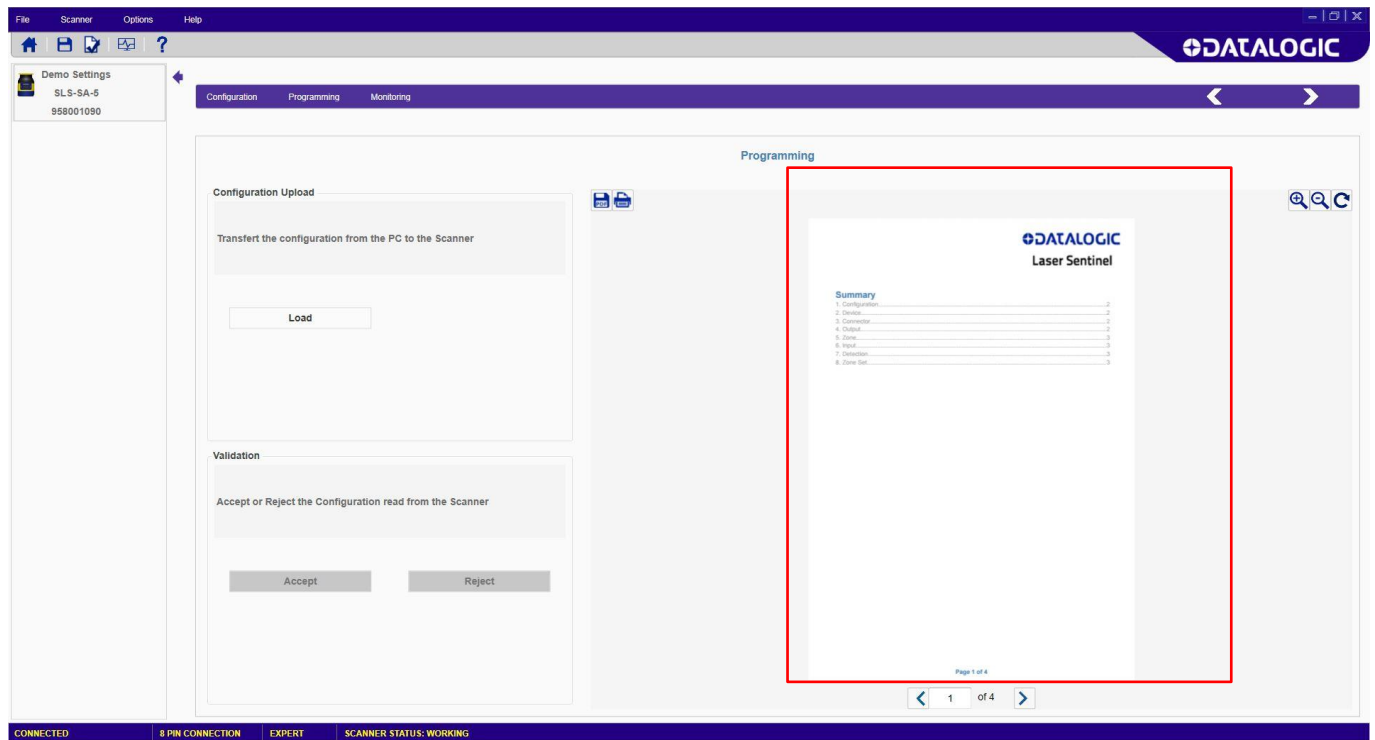 File Scanner Options Help
DATALOGIC
Demo Settings
SLS-SA-5
958001090
Configuration Programming Monitoring
Programming
Configuration Upload
Transfert the configuration from the PC to the Scanner
Load
Validation
Accept or Reject the Configuration read from the Scanner
Accept Reject
PDF
DATALOGIC
Laser Sentinel
Summary
1. Configuration 2
2. Device 2
3. Connector 2
4. Output 2
5. Zone 3
6. Input 3
7. Detection 3
8. Zone Set 3
Page 1 of 4
1 of 4
CONNECTED 8 PIN CONNECTION EXPERT SCANNER STATUS: WORKING